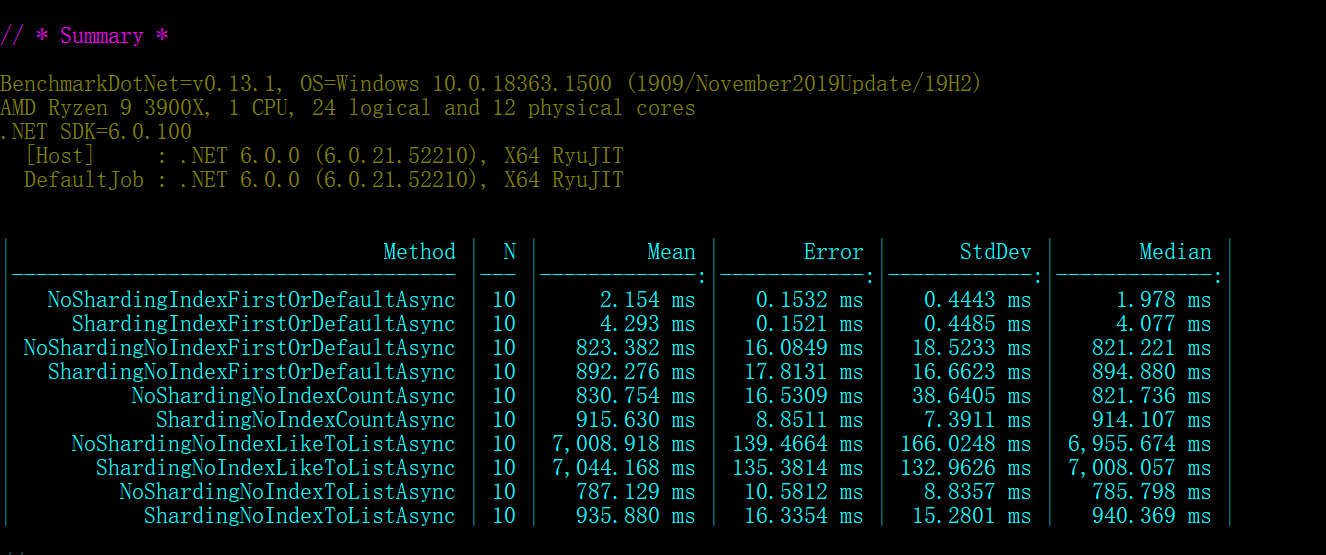 // * Summary *
BenchmarkDotNet=v0.13.1, OS=Windows 10.0.18363.1500 (1909/November2019Update/19H2)
AMD Ryzen 9 3900X, 1 CPU, 24 logical and 12 physical cores
.NET SDK=6.0.100
  [Host]     : .NET 6.0.0 (6.0.21.52210), X64 RyuJIT
  DefaultJob : .NET 6.0.0 (6.0.21.52210), X64 RyuJIT
|                               Method |  N |         Mean |       Error |      StdDev |       Median |
|------------------------------------- |--- |-------------:|------------:|------------:|-------------:|
|    NoShardingIndexFirstOrDefaultAsync | 10 |     2.154 ms |   0.1532 ms |   0.4443 ms |     1.978 ms |
|      ShardingIndexFirstOrDefaultAsync | 10 |     4.293 ms |   0.1521 ms |   0.4485 ms |     4.077 ms |
|  NoShardingNoIndexFirstOrDefaultAsync | 10 |   823.382 ms |  16.0849 ms |  18.5233 ms |   821.221 ms |
|    ShardingNoIndexFirstOrDefaultAsync | 10 |   892.276 ms |  17.8131 ms |  16.6623 ms |   894.880 ms |
|           NoShardingNoIndexCountAsync | 10 |   830.754 ms |  16.5309 ms |  38.6405 ms |   821.736 ms |
|             ShardingNoIndexCountAsync | 10 |   915.630 ms |   8.8511 ms |   7.3911 ms |   914.107 ms |
|      NoShardingNoIndexLikeToListAsync | 10 | 7,008.918 ms | 139.4664 ms | 166.0248 ms | 6,955.674 ms |
|        ShardingNoIndexLikeToListAsync | 10 | 7,044.168 ms | 135.3814 ms | 132.9626 ms | 7,008.057 ms |
|          NoShardingNoIndexToListAsync | 10 |   787.129 ms |  10.5812 ms |   8.8357 ms |   785.798 ms |
|            ShardingNoIndexToListAsync | 10 |   935.880 ms |  16.3354 ms |  15.2801 ms |   940.369 ms |